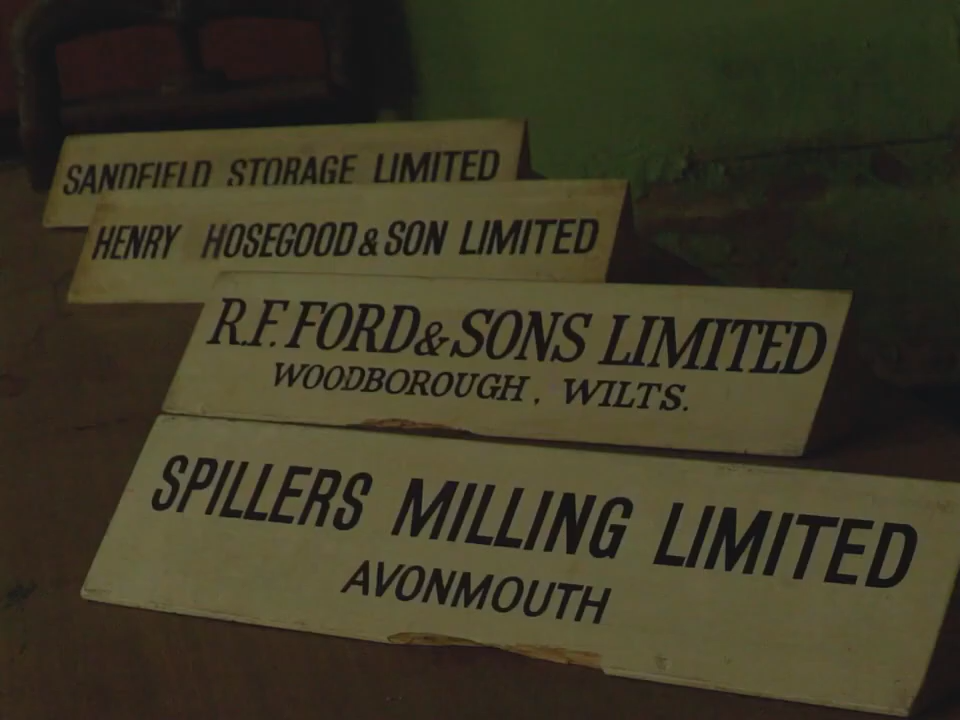 SANDFIELD STORAGE LIMITED
HENRY HOSEGOOD & SON LIMITED
R.F. FORD & SONS LIMITED
WOODBOROUGH, WILTS.
SPILLERS MILLING LIMITED
AVONMOUTH